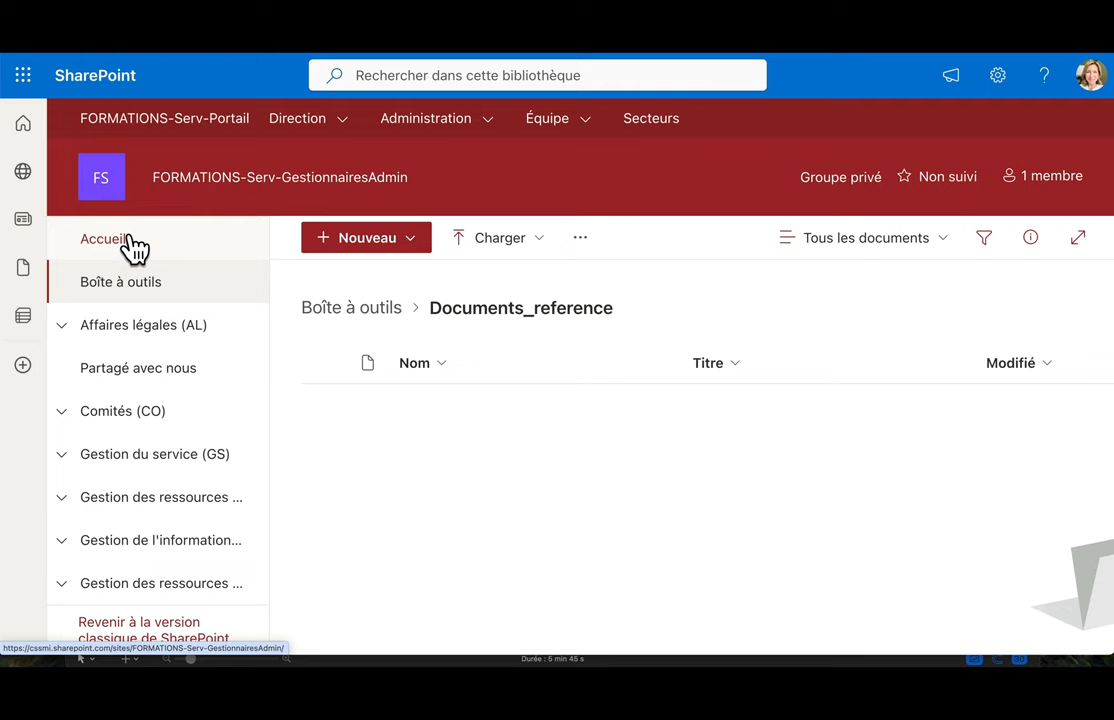 SharePoint
Rechercher dans cette bibliothèque
FORMATIONS-Serv-Portail Direction Administration Équipe Secteurs
FS FORMATIONS-Serv-GestionnairesAdmin Groupe privé Non suivi 1 membre
Accueil
Boîte à outils
Affaires légales (AL)
Partagé avec nous
Comités (CO)
Gestion du service (GS)
Gestion des ressources ...
Gestion de l'information...
Gestion des ressources ...
Revenir à la version
classique de SharePoint
+ Nouveau Charger ... Tous les documents
Boîte à outils > Documents_reference
Nom Titre Modifié
https://cssmi.sharepoint.com/sites/FORMATIONS-Serv-GestionnairesAdmin/
Durée : 5 min 45 s